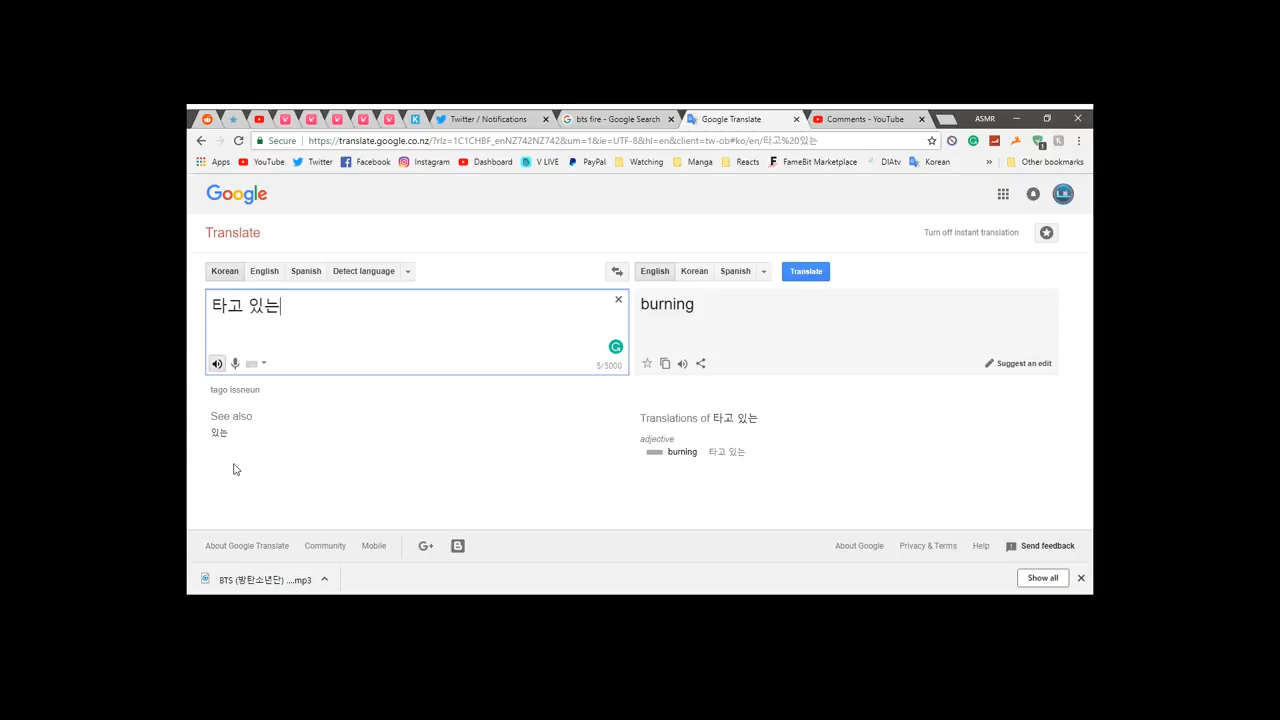 Twitter / Notifications
bts fire - Google Search
Google Translate
Comments - YouTube
ASMR
Secure https://translate.google.co.nz/?rlz=1C1CHBF_enNZ742NZ742&um=1&ie=UTF-8&hl=en&client=tw-ob#ko/en/타고%20있는
Apps YouTube Twitter Facebook Instagram Dashboard V LIVE PayPal Watching Manga Reacts FameBit Marketplace DIAtv Korean » Other bookmarks
Google
Translate
Turn off instant translation
Korean English Spanish Detect language
English Korean Spanish Translate
타고 있는
burning
5/5000
Suggest an edit
tago issneun
See also
있는
Translations of 타고 있는
adjective
burning 타고 있는
About Google Translate Community Mobile G+ B
About Google Privacy & Terms Help Send feedback
BTS (방탄소년단) ....mp3
Show all